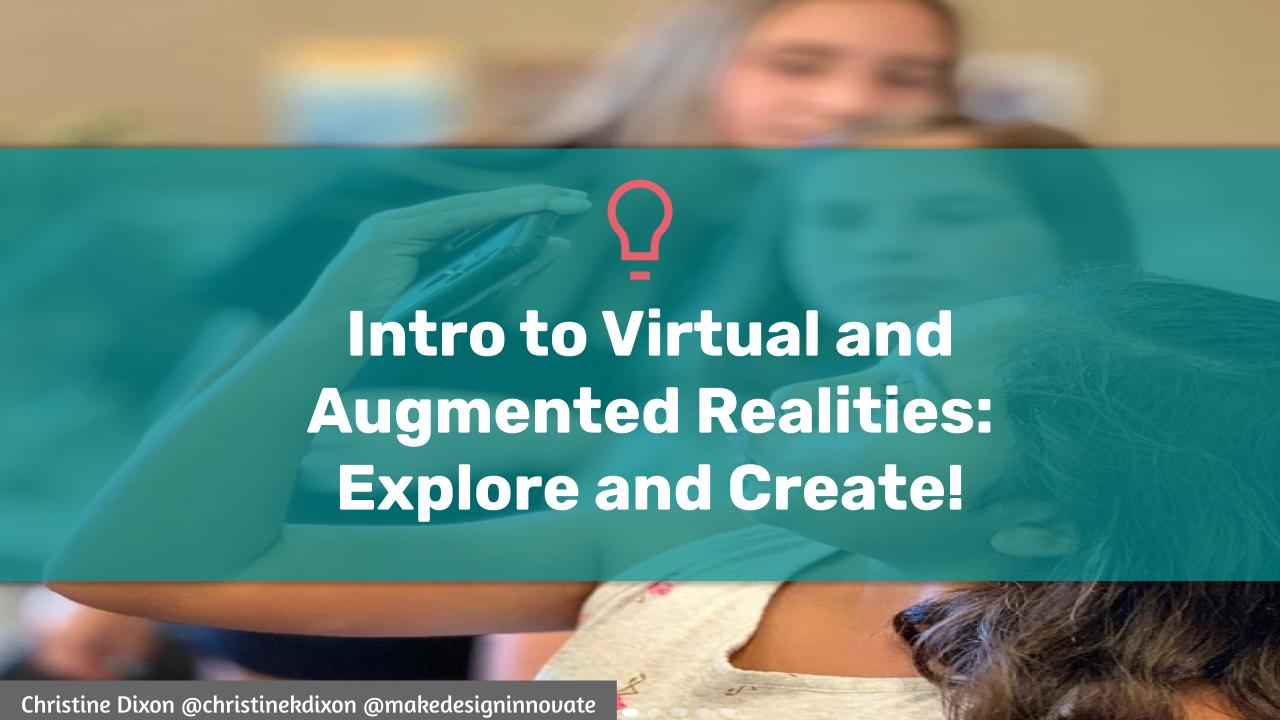 Intro to Virtual and
Augmented Realities:
Explore and Create!
Christine Dixon @christinekdixon @makedesigninnovate